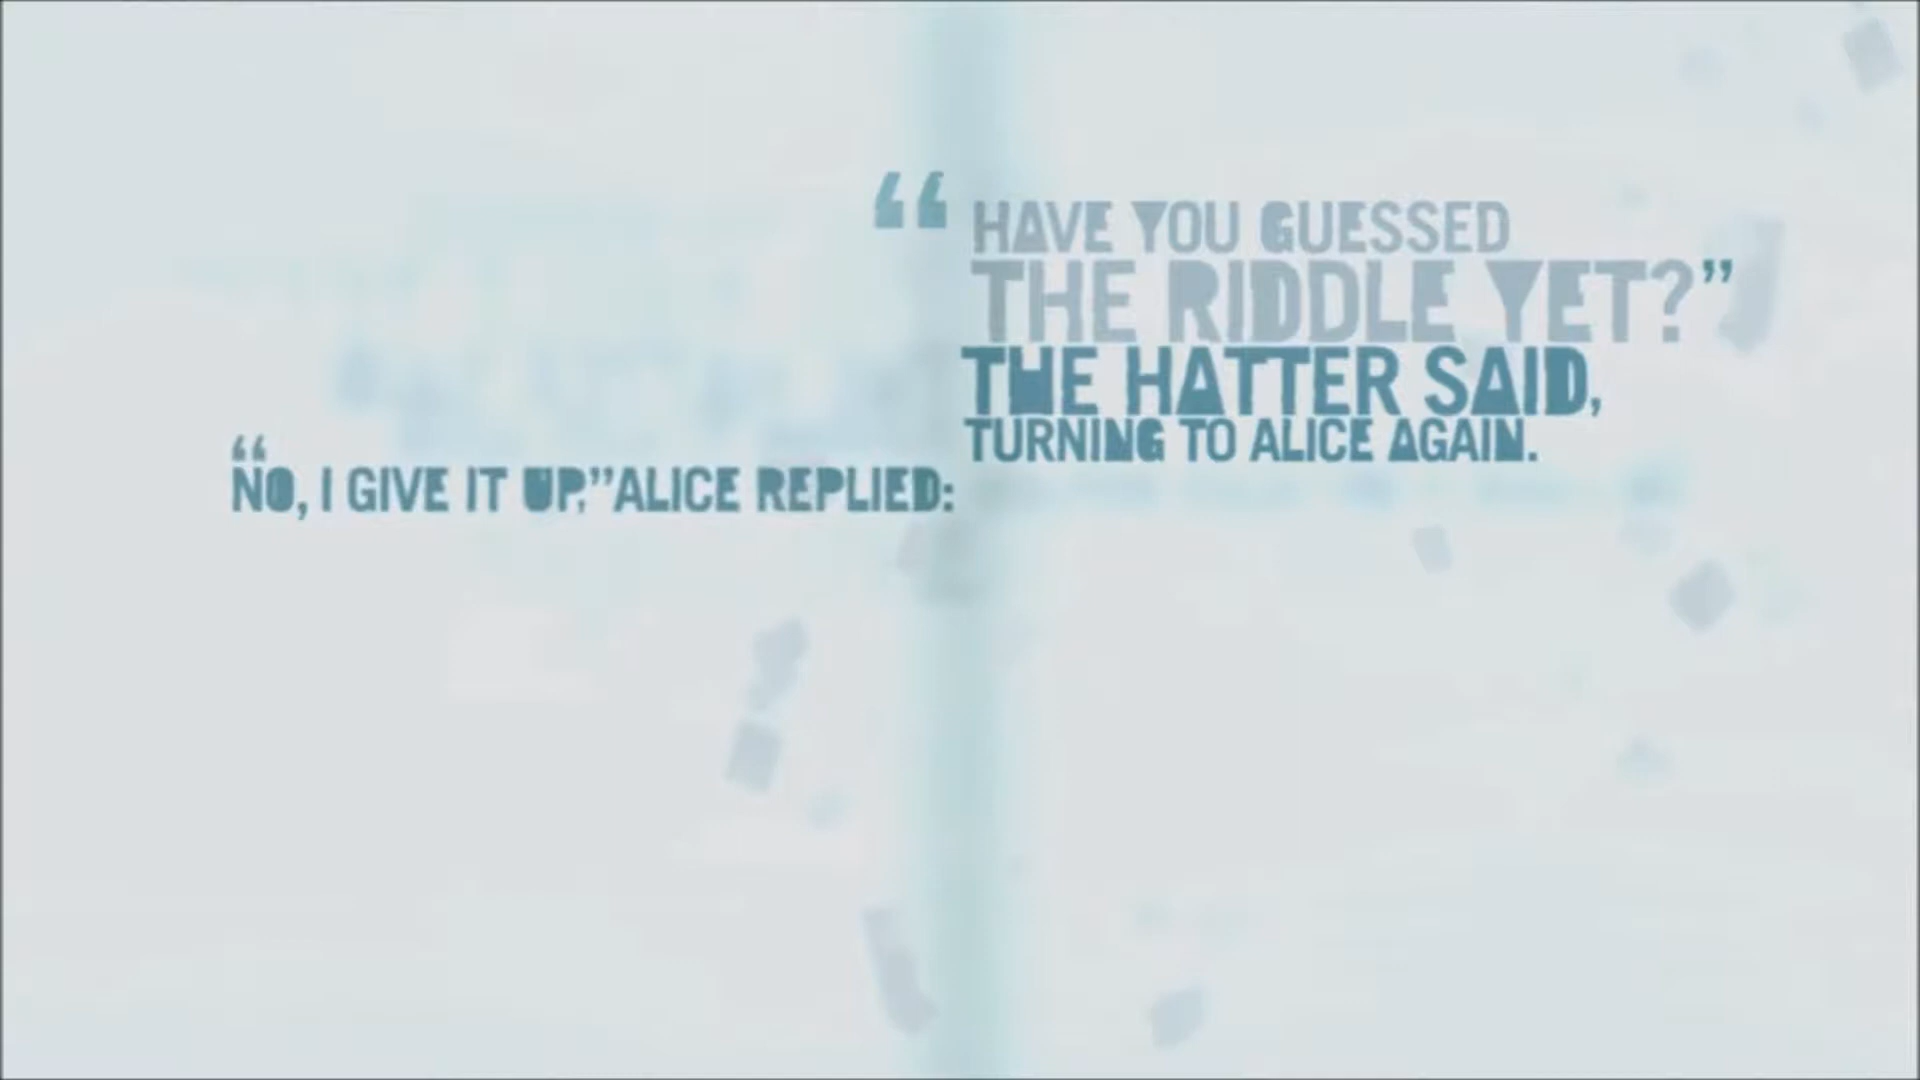 “HAVE YOU GUESSED
THE RIDDLE YET?”
THE HATTER SAID,
TURNING TO ALICE AGAIN.
“NO, I GIVE IT UP,”ALICE REPLIED: